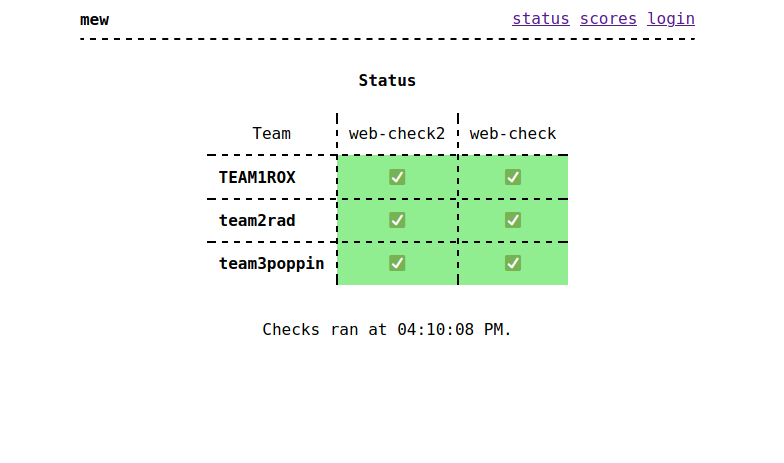 mew status scores login
Status
Team web-check2 web-check
TEAM1ROX ✅ ✅
team2rad ✅ ✅
team3poppin ✅ ✅
Checks ran at 04:10:08 PM.